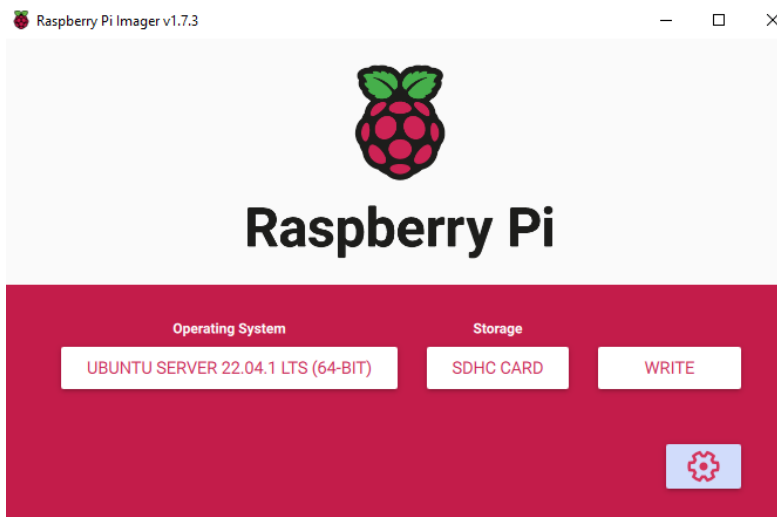 Raspberry Pi Imager v1.7.3
Raspberry Pi
Operating System
Storage
UBUNTU SERVER 22.04.1 LTS (64-BIT)
SDHC CARD
WRITE